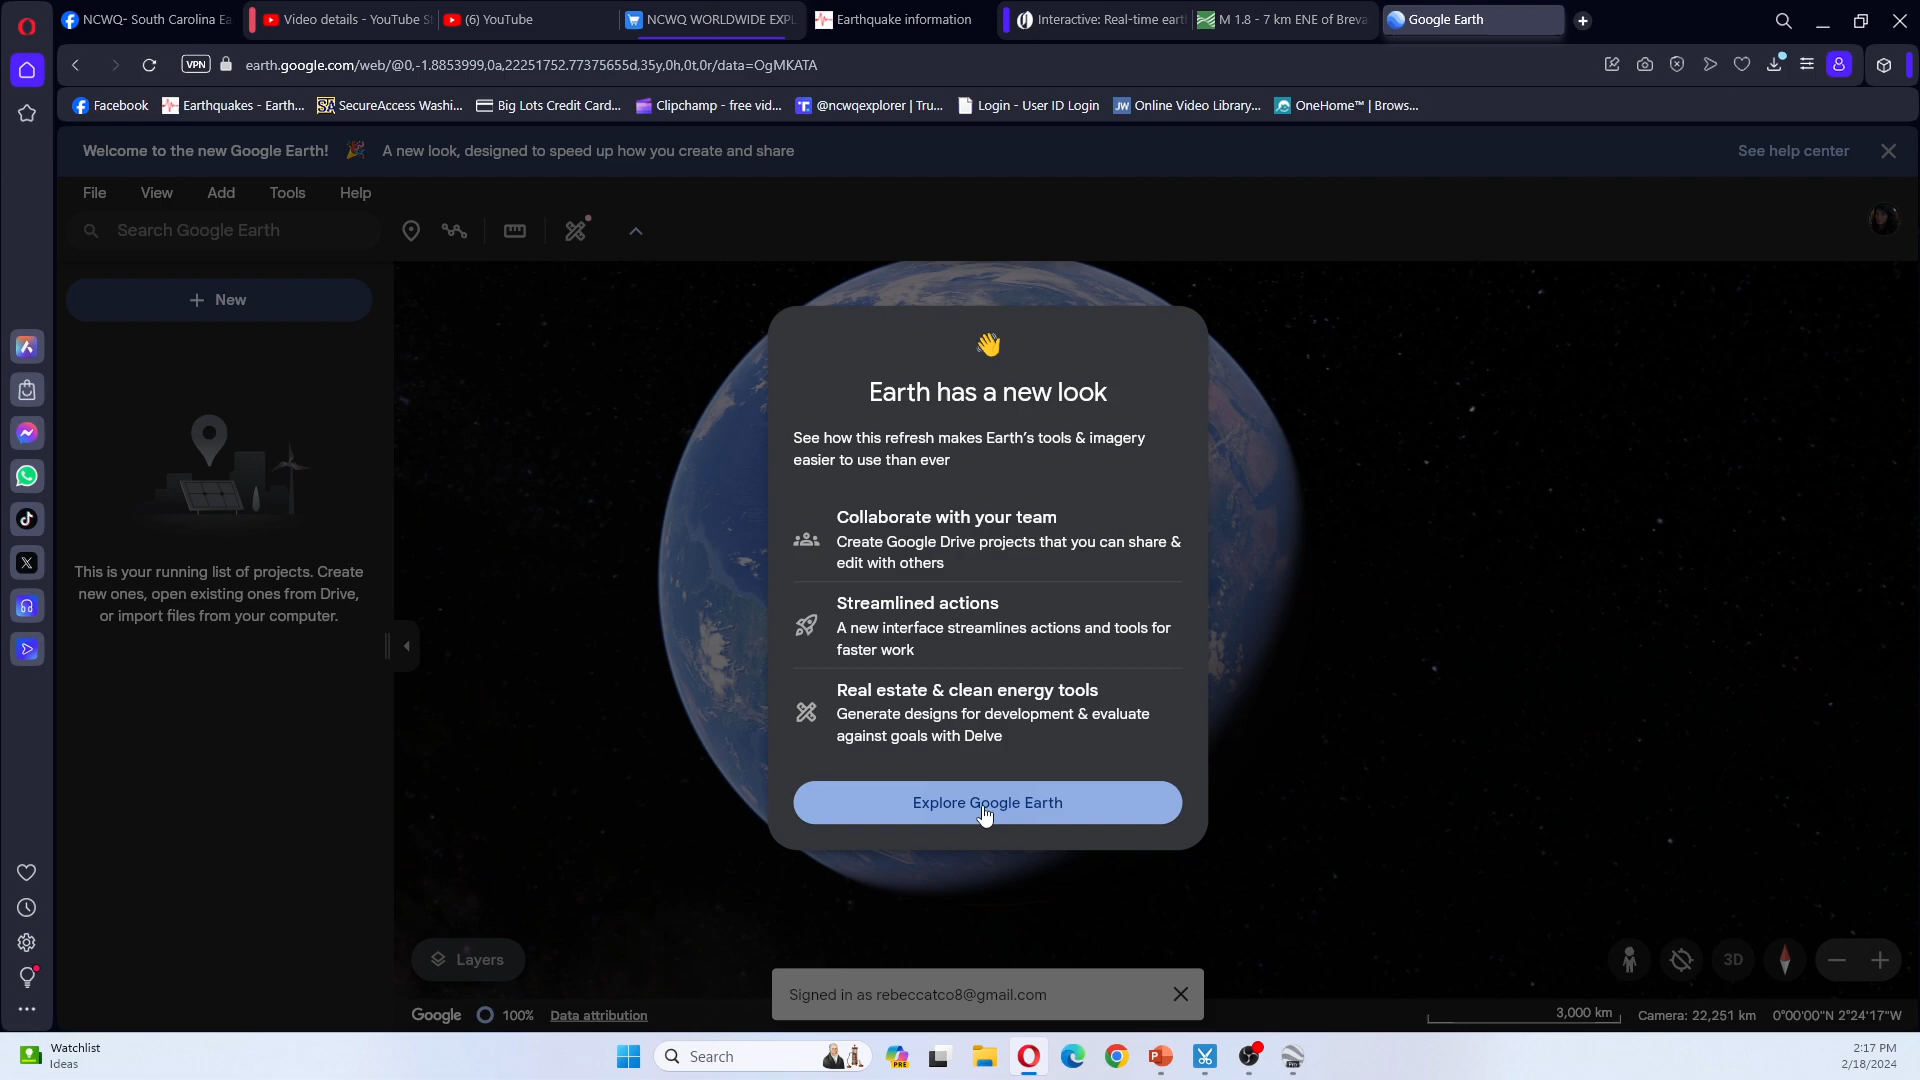 NCWQ- South Carolina Ea
Video details - YouTube S
(6) YouTube
NCWQ WORLDWIDE EXPL
Earthquake information
Interactive: Real-time eart
M 1.8 - 7 km ENE of Breva
Google Earth
VPN
earth.google.com/web/@0,-1.8853999,0a,22251752.77375655d,35y,0h,0t,0r/data=OgMKATA
Facebook
Earthquakes - Earth...
SecureAccess Washi...
Big Lots Credit Card...
Clipchamp - free vid...
@ncwqexplorer | Tru...
Login - User ID Login
JW
Online Video Library...
OneHome™ | Brows...
Welcome to the new Google Earth! 🎉 A new look, designed to speed up how you create and share
See help center
File View Add Tools Help
Search Google Earth
+ New
👋
Earth has a new look
See how this refresh makes Earth's tools & imagery
easier to use than ever
Collaborate with your team
Create Google Drive projects that you can share &
edit with others
Streamlined actions
A new interface streamlines actions and tools for
faster work
Real estate & clean energy tools
Generate designs for development & evaluate
against goals with Delve
Explore Google Earth
This is your running list of projects. Create
new ones, open existing ones from Drive,
or import files from your computer.
Layers
3D
Signed in as rebeccatco8@gmail.com
Google
100%
Data attribution
3,000 km
Camera: 22,251 km
0°00'00"N 2°24'17"W
Watchlist
Ideas
Search
PRE
2:17 PM
2/18/2024